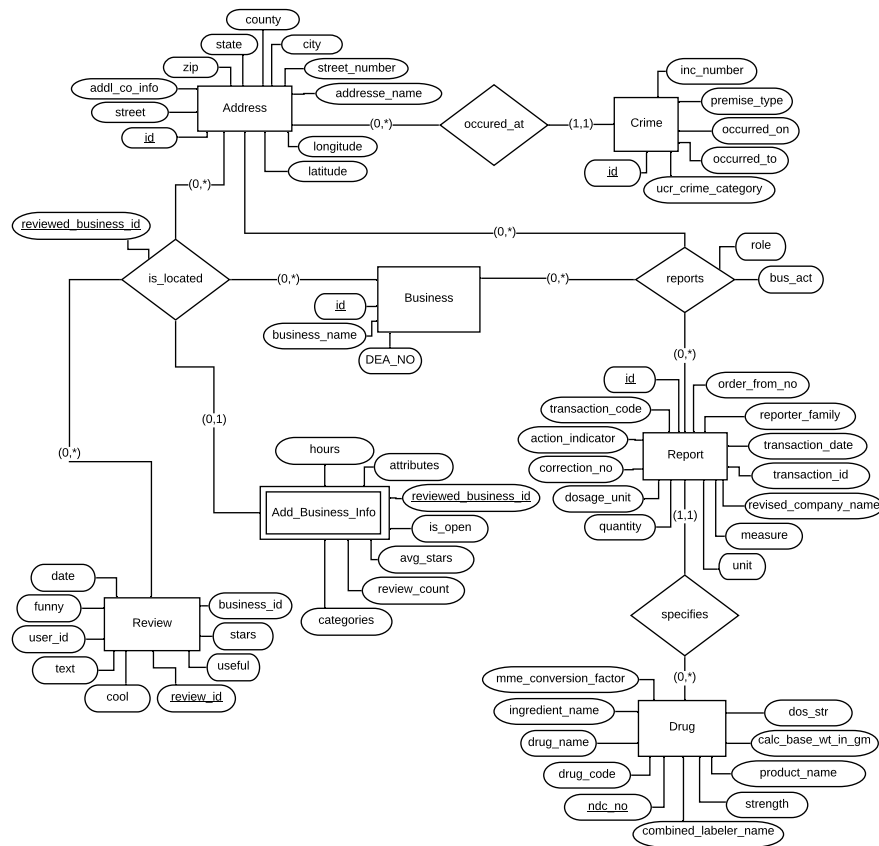 county
state
city
zip
street_number
addl_co_info
addresse_name
street
Address
id
longitude
latitude
(0,*)
occured_at
(1,1)
inc_number
premise_type
Crime
occurred_on
occurred_to
id
ucr_crime_category
(0,*)
reviewed_business_id
(0,*)
role
is_located
(0,*)
Business
id
business_name
DEA_NO
(0,*)
reports
bus_act
(0,*)
(0,1)
(0,*)
id
order_from_no
transaction_code
reporter_family
action_indicator
transaction_date
Report
correction_no
transaction_id
dosage_unit
revised_company_name
quantity
(1,1)
measure
unit
hours
attributes
Add_Business_Info
reviewed_business_id
is_open
avg_stars
review_count
categories
date
business_id
funny
Review
user_id
stars
text
useful
cool
review_id
specifies
(0,*)
mme_conversion_factor
ingredient_name
dos_str
Drug
drug_name
calc_base_wt_in_gm
drug_code
product_name
ndc_no
strength
combined_labeler_name